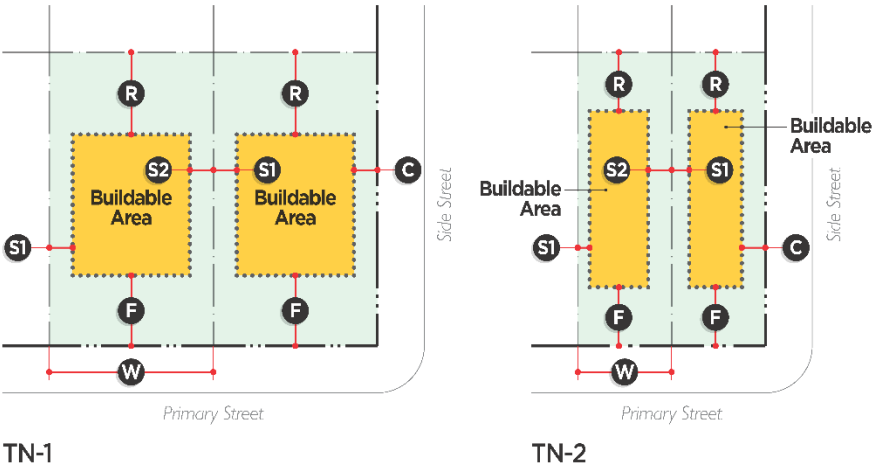 R
R
S2
S1
C
Buildable
Area
Buildable
Area
S1
F
F
W
Side Street
Primary Street
TN-1
R
R
Buildable
Area
S2
S1
Buildable
Area
S1
C
F
F
W
Side Street
Primary Street
TN-2